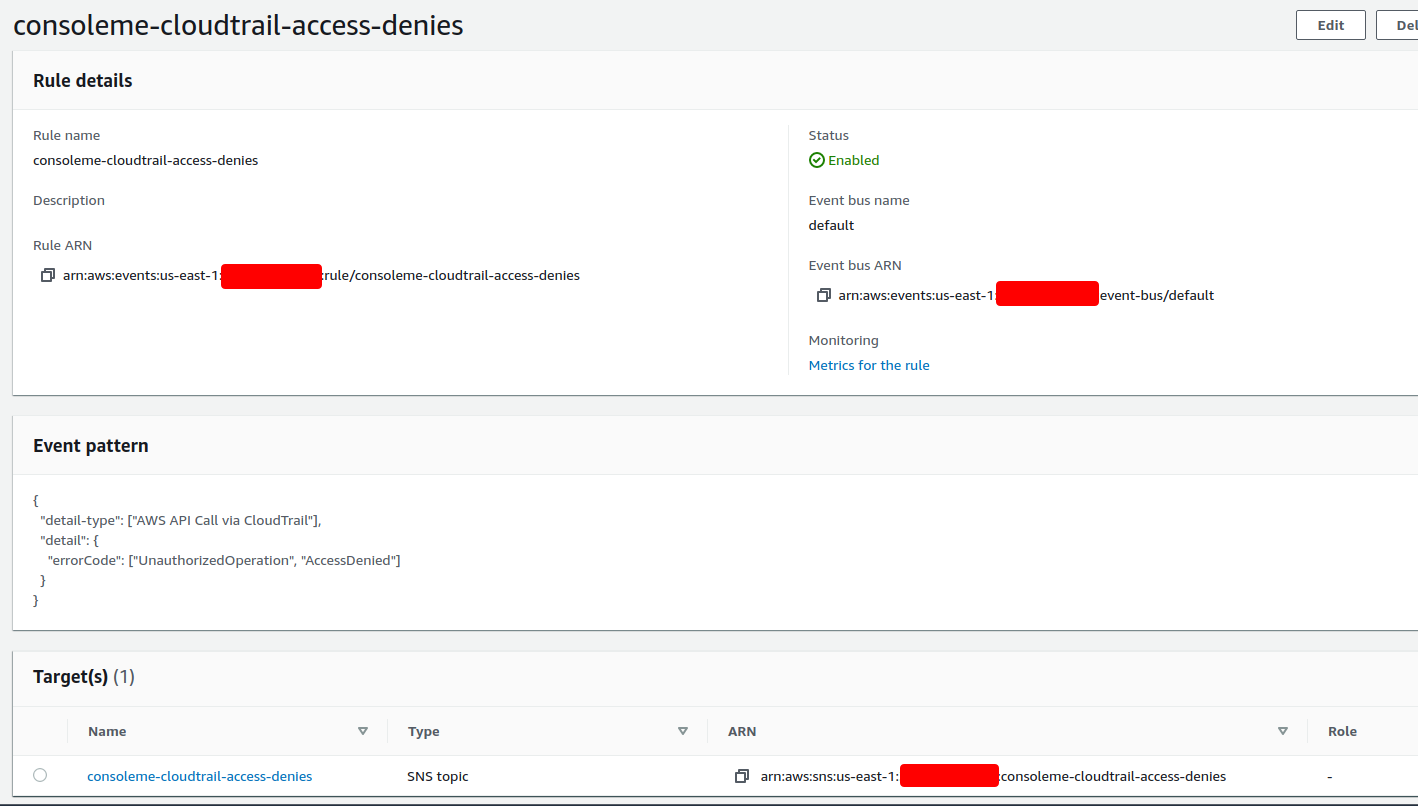 consoleme-cloudtrail-access-denies
Edit
Del
Rule details
Rule name
consoleme-cloudtrail-access-denies
Description
Rule ARN
arn:aws:events:us-east-1:
:rule/consoleme-cloudtrail-access-denies
Status
Enabled
Event bus name
default
Event bus ARN
arn:aws:events:us-east-1:
event-bus/default
Monitoring
Metrics for the rule
Event pattern
{
"detail-type": ["AWS API Call via CloudTrail"],
"detail": {
"errorCode": ["UnauthorizedOperation", "AccessDenied"]
}
}
Target(s) (1)
Name Type ARN Role
consoleme-cloudtrail-access-denies SNS topic arn:aws:sns:us-east-1: :consoleme-cloudtrail-access-denies -